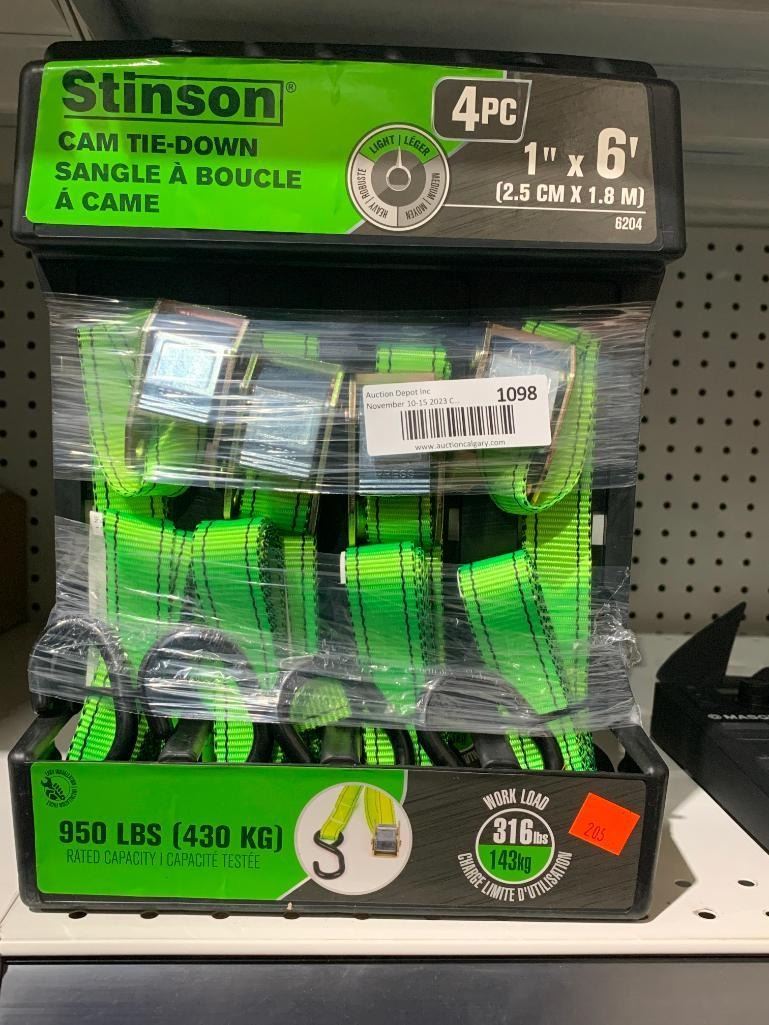 Stinson®
CAM TIE-DOWN
SANGLE À BOUCLE
À CAME
LIGHT | LÉGER
MEDIUM | MOYEN
HEAVY | ROBUSTE
4PC
1" x 6'
(2.5 CM X 1.8 M)
6204
Auction Depot Inc
November 10-15 2023 C...
1098
www.auctioncalgary.com
PRESS
950 LBS (430 KG)
RATED CAPACITY | CAPACITÉ TESTÉE
WORK LOAD
316lbs
143kg
CHARGE LIMITE D'UTILISATION
205